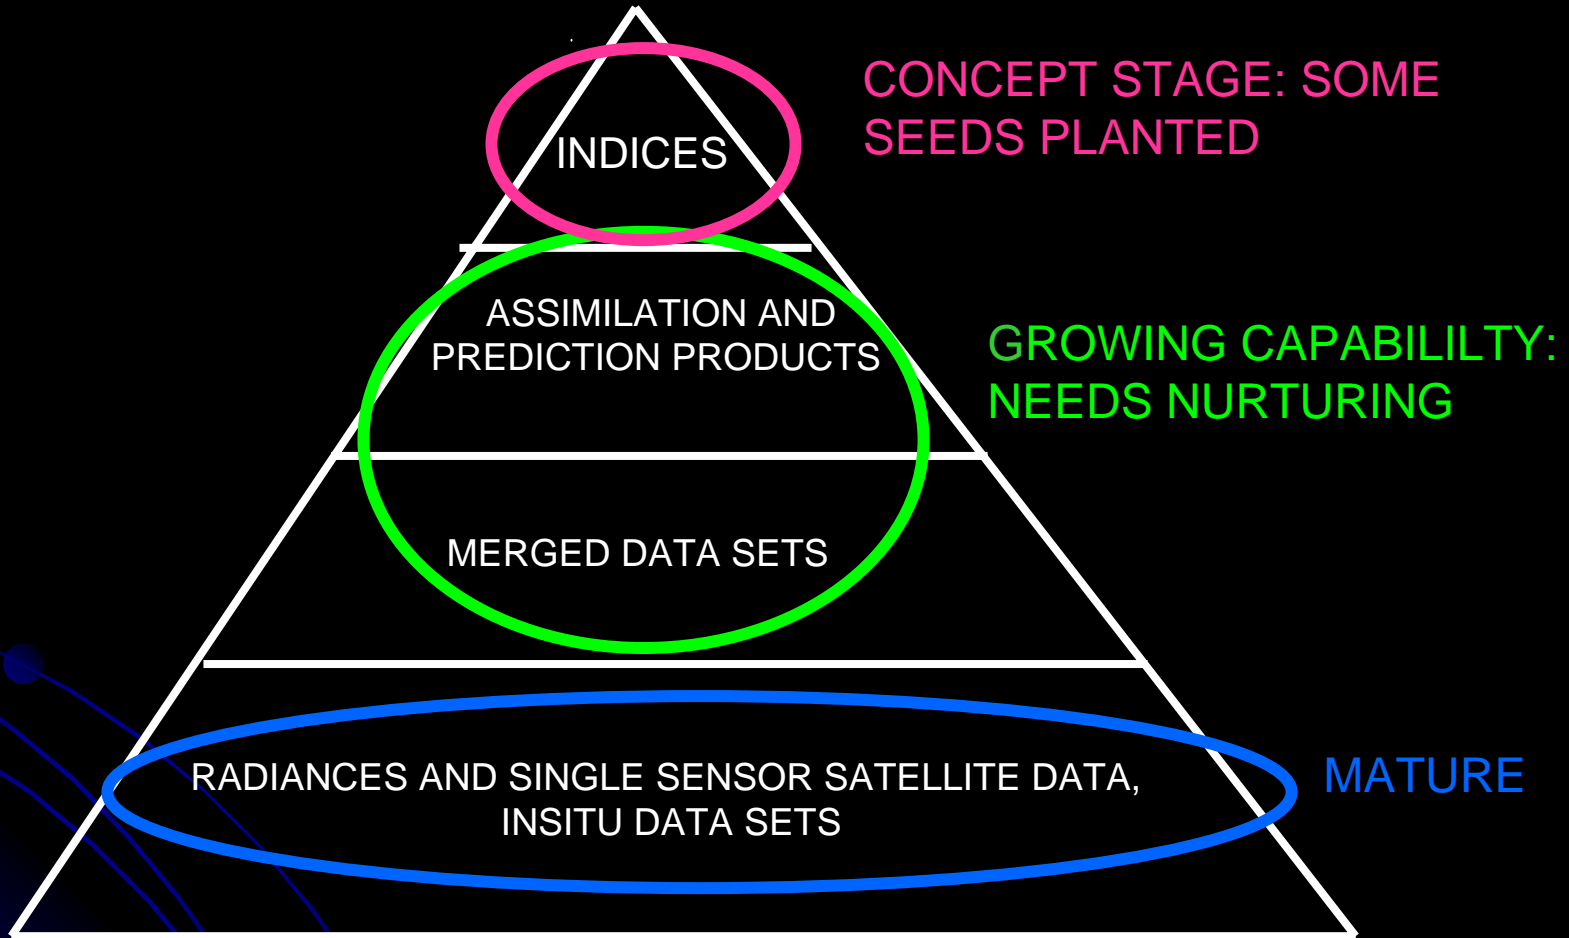 CONCEPT STAGE: SOME
SEEDS PLANTED
INDICES
ASSIMILATION AND
PREDICTION PRODUCTS
GROWING CAPABILILTY:
NEEDS NURTURING
MERGED DATA SETS
RADIANCES AND SINGLE SENSOR SATELLITE DATA,
INSITU DATA SETS
MATURE